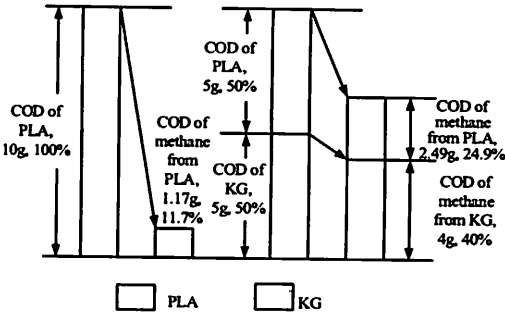 COD of
PLA,
10g, 100%
COD of
methane
from
PLA,
1.17g,
11.7%
COD of
PLA,
5g, 50%
COD of
KG,
5g, 50%
COD of
methane
from PLA,
2.49g, 24.9%
COD of
methane
from KG,
4g, 40%
PLA
KG